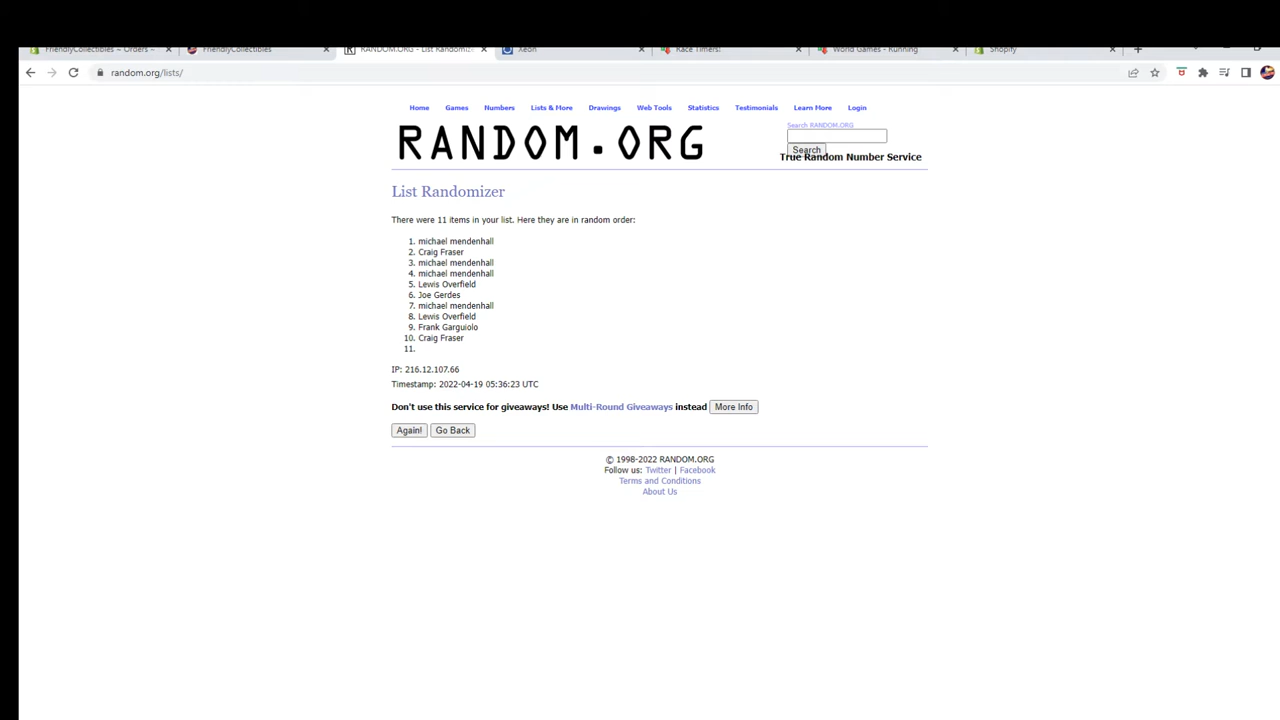 FriendlyCollectibles ~ Orders ~
FriendlyCollectibles
RANDOM.ORG - List Randomize
Xeon
Race Timers!
World Games - Running
Shopify
random.org/lists/
Home Games Numbers Lists & More Drawings Web Tools Statistics Testimonials Learn More Login
RANDOM.ORG
Search RANDOM.ORG
Search
True Random Number Service
List Randomizer
There were 11 items in your list. Here they are in random order:
1. michael mendenhall
2. Craig Fraser
3. michael mendenhall
4. michael mendenhall
5. Lewis Overfield
6. Joe Gerdes
7. michael mendenhall
8. Lewis Overfield
9. Frank Garguiolo
10. Craig Fraser
11.
IP: 216.12.107.66
Timestamp: 2022-04-19 05:36:23 UTC
Don't use this service for giveaways! Use Multi-Round Giveaways instead More Info
Again! Go Back
© 1998-2022 RANDOM.ORG
Follow us: Twitter | Facebook
Terms and Conditions
About Us